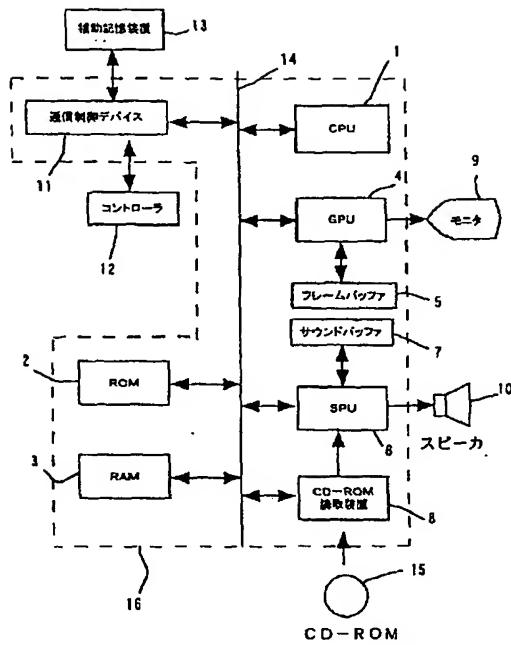 補助記憶装置
13
14
1
通信制御デバイス
CPU
11
4
9
コントローラ
GPU
モニタ
12
フレームバッファ
5
サウンドバッファ
7
2
ROM
SPU
10
6
スピーカ
3
RAM
CD-ROM
読取装置
8
16
15
CD-ROM